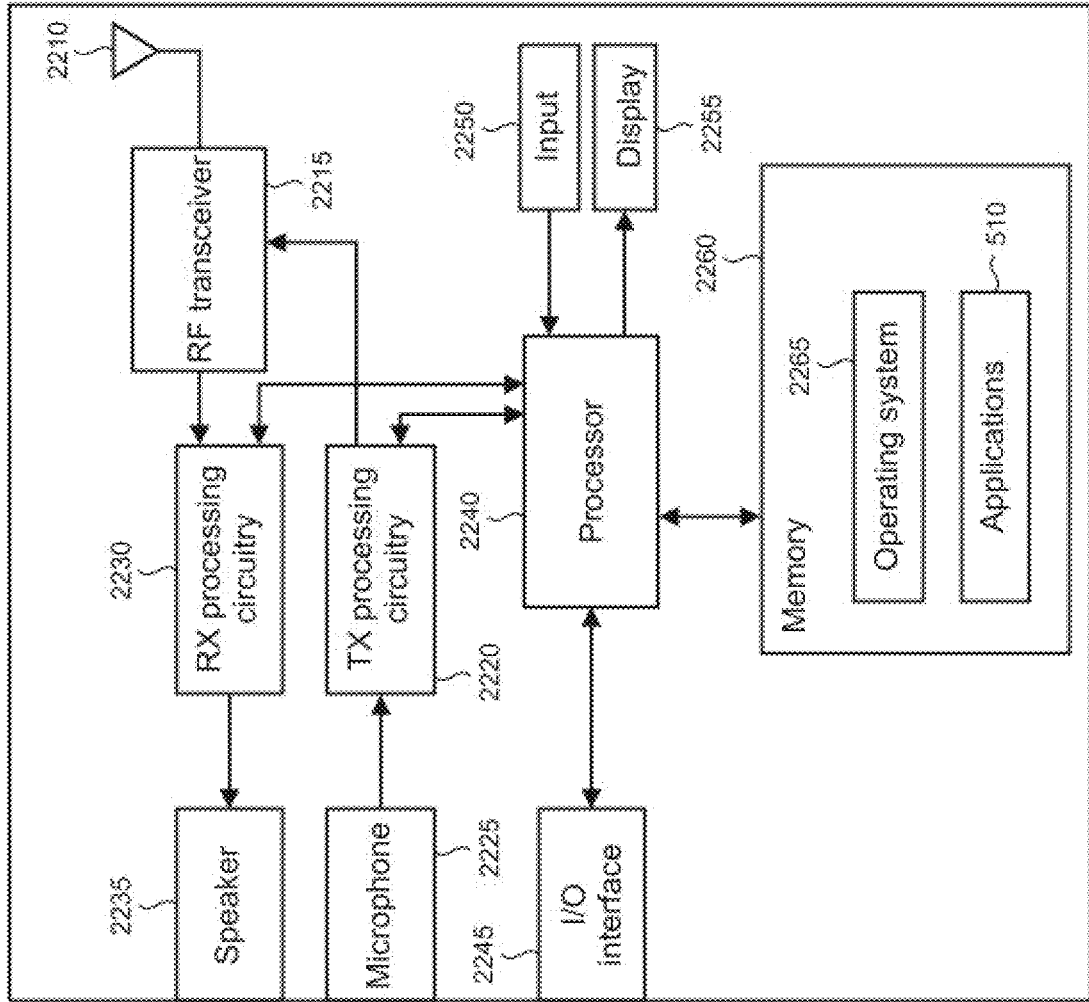 2210
RF transceiver
2215
2230
RX processing
circuitry
2235
Speaker
TX processing
circuitry
2220
Microphone
2225
2250
Input
Display
2255
2240
Processor
2245
I/O
interface
2260
Memory
2265
Operating system
510
Applications